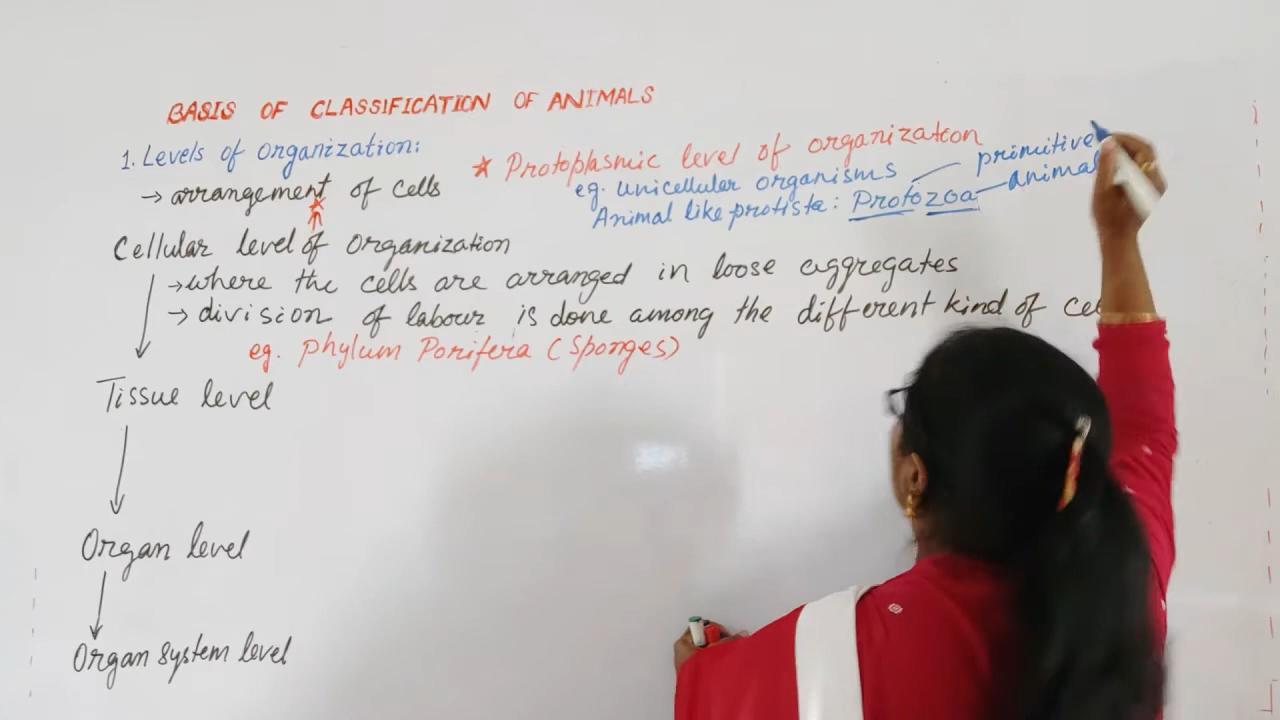 BASIS OF CLASSIFICATION OF ANIMALS
1. Levels of organization:
→ arrangement of cells
* Protoplasmic level of organization
eg. unicellular organisms
Animal like protista: Protozoa
primitive
animal
Cellular level of organization
→ where the cells are arranged in loose aggregates
→ division of labour is done among the different kind of
eg. Phylum Porifera (Sponges)
Tissue level
Organ level
Organ system level